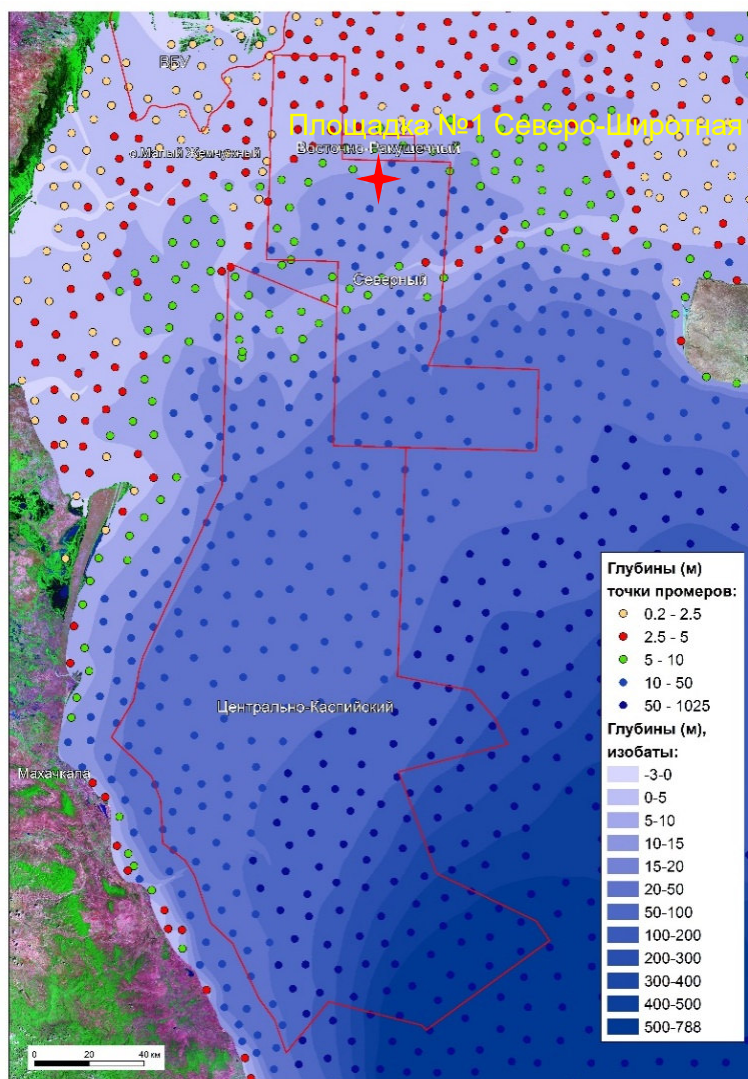 ВБУ
Площадка №1 Северо-Широтная
о.Малый Жемчужный
Восточно-Ракушечный
Северный
Центрально-Каспийский
Махачкала
Глубины (м)
точки промеров:
0.2 - 2.5
2.5 - 5
5 - 10
10 - 50
50 - 1025
Глубины (м),
изобаты:
-3-0
0-5
5-10
10-15
15-20
20-50
50-100
100-200
200-300
300-400
400-500
500-788
0 20 40 км